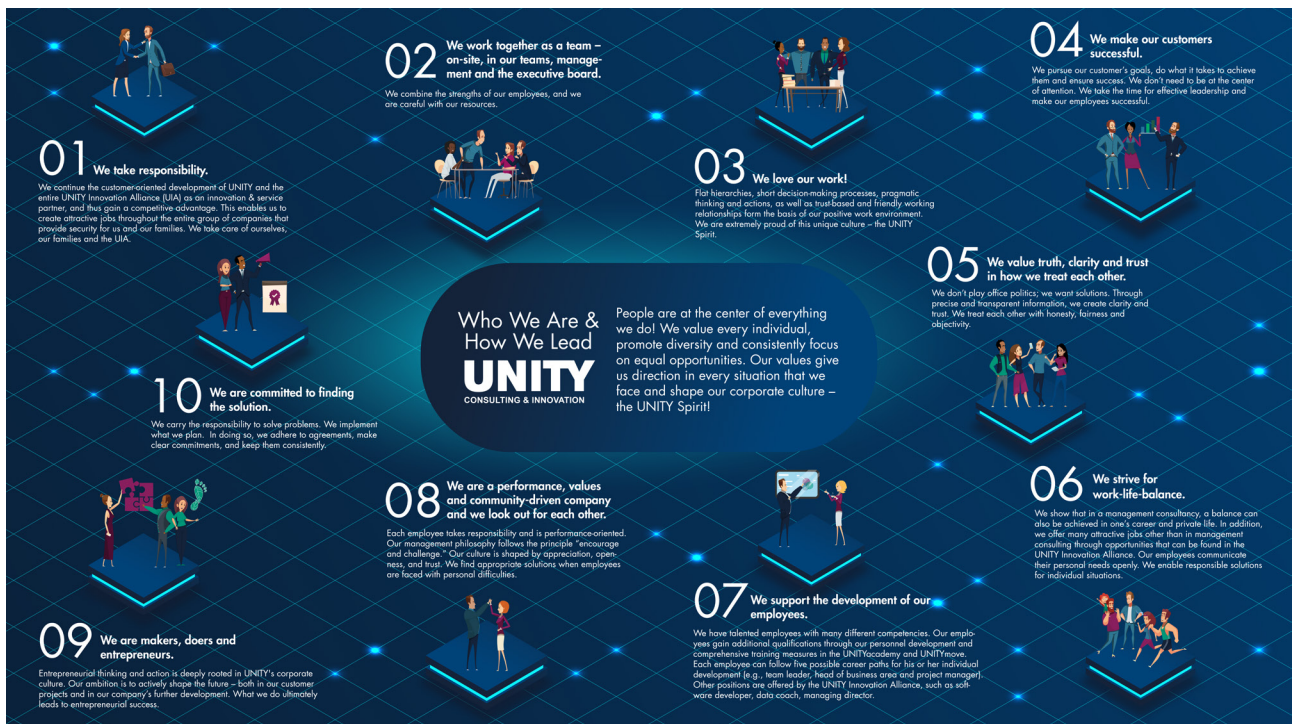 01 We take responsibility.
We continue the customer-oriented development of UNITY and the
entire UNITY Innovation Alliance (UIA) as an innovation & service
partner, and thus gain a competitive advantage. This enables us to
create attractive jobs throughout the entire group of companies that
provide security for us and our families. We take care of ourselves,
our families and the UIA.
02 We work together as a team –
on-site, in our teams, manage-
ment and the executive board.
We combine the strengths of our employees, and we
are careful with our resources.
03 We love our work!
Flat hierarchies, short decision-making processes, pragmatic
thinking and actions, as well as trust-based and friendly working
relationships form the basis of our positive work environment.
We are extremely proud of this unique culture – the UNITY
Spirit.
04 We make our customers
successful.
We pursue our customer's goals, do what it takes to achieve
them and ensure success. We don't need to be at the center
of attention. We take the time for effective leadership and
make our employees successful.
05 We value truth, clarity and trust
in how we treat each other.
We don't play office politics; we want solutions. Through
precise and transparent information, we create clarity and
trust. We treat each other with honesty, fairness and
objectivity.
Who We Are &
How We Lead
UNITY
CONSULTING & INNOVATION
People are at the center of everything
we do! We value every individual,
promote diversity and consistently focus
on equal opportunities. Our values give
us direction in every situation that we
face and shape our corporate culture –
the UNITY Spirit!
06 We strive for
work-life-balance.
We show that in a management consultancy, a balance can
also be achieved in one's career and private life. In addition,
we offer many attractive jobs other than in management
consulting through opportunities that can be found in the
UNITY Innovation Alliance. Our employees communicate
their personal needs openly. We enable responsible solutions
for individual situations.
07 We support the development of our
employees.
We have talented employees with many different competencies. Our emplo-
yees gain additional qualifications through our personnel development and
comprehensive training measures in the UNITYacademy and UNITYmove.
Each employee can follow five possible career paths for his or her individual
development (e.g., team leader, head of business area and project manager).
Other positions are offered by the UNITY Innovation Alliance, such as soft-
ware developer, data coach, managing director.
08 We are a performance, values
and community-driven company
and we look out for each other.
Each employee takes responsibility and is performance-oriented.
Our management philosophy follows the principle "encourage
and challenge." Our culture is shaped by appreciation, open-
ness, and trust. We find appropriate solutions when employees
are faced with personal difficulties.
09 We are makers, doers and
entrepreneurs.
Entrepreneurial thinking and action is deeply rooted in UNITY's corporate
culture. Our ambition is to actively shape the future – both in our customer
projects and in our company's further development. What we do ultimately
leads to entrepreneurial success.
10 We are committed to finding
the solution.
We carry the responsibility to solve problems. We implement
what we plan. In doing so, we adhere to agreements, make
clear commitments, and keep them consistently.